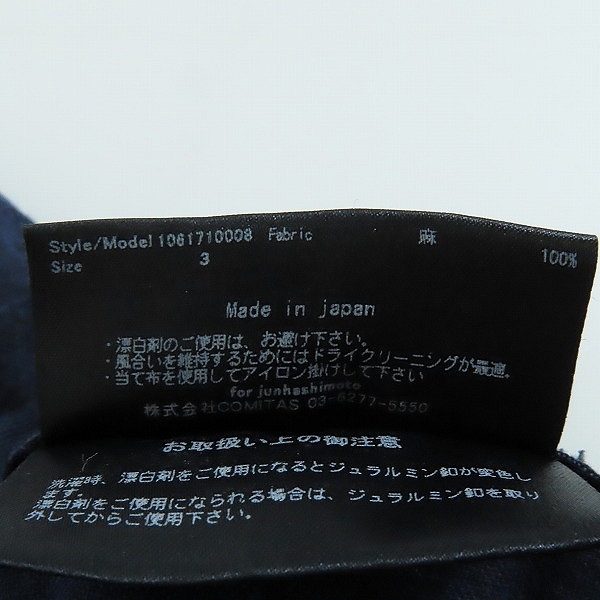 Style/Model 1061710008 Fabric 麻 100%
Size 3
Made in japan
・漂白剤のご使用は、お避け下さい。
・風合いを維持するためにはドライクリーニングが最適。
・当て布を使用してアイロン掛けして下さい
for junhashimoto
株式会社COMITAS 03-6277-5550
お取扱い上の御注意
洗濯時、漂白剤をご使用になるとジュラルミン釦が変色し
ます。
漂白剤をご使用になられる場合は、ジュラルミン釦を取り
外してからご使用下さい。